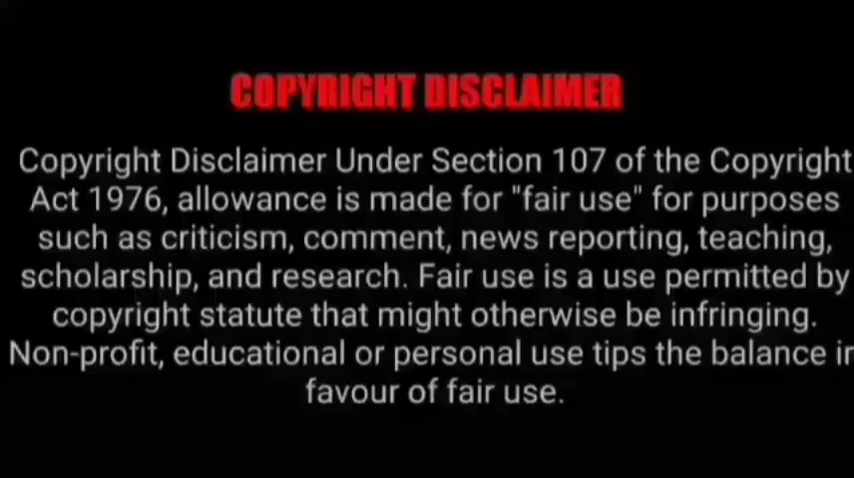 COPYRIGHT DISCLAIMER
Copyright Disclaimer Under Section 107 of the Copyright
Act 1976, allowance is made for "fair use" for purposes
such as criticism, comment, news reporting, teaching,
scholarship, and research. Fair use is a use permitted by
copyright statute that might otherwise be infringing.
Non-profit, educational or personal use tips the balance in
favour of fair use.